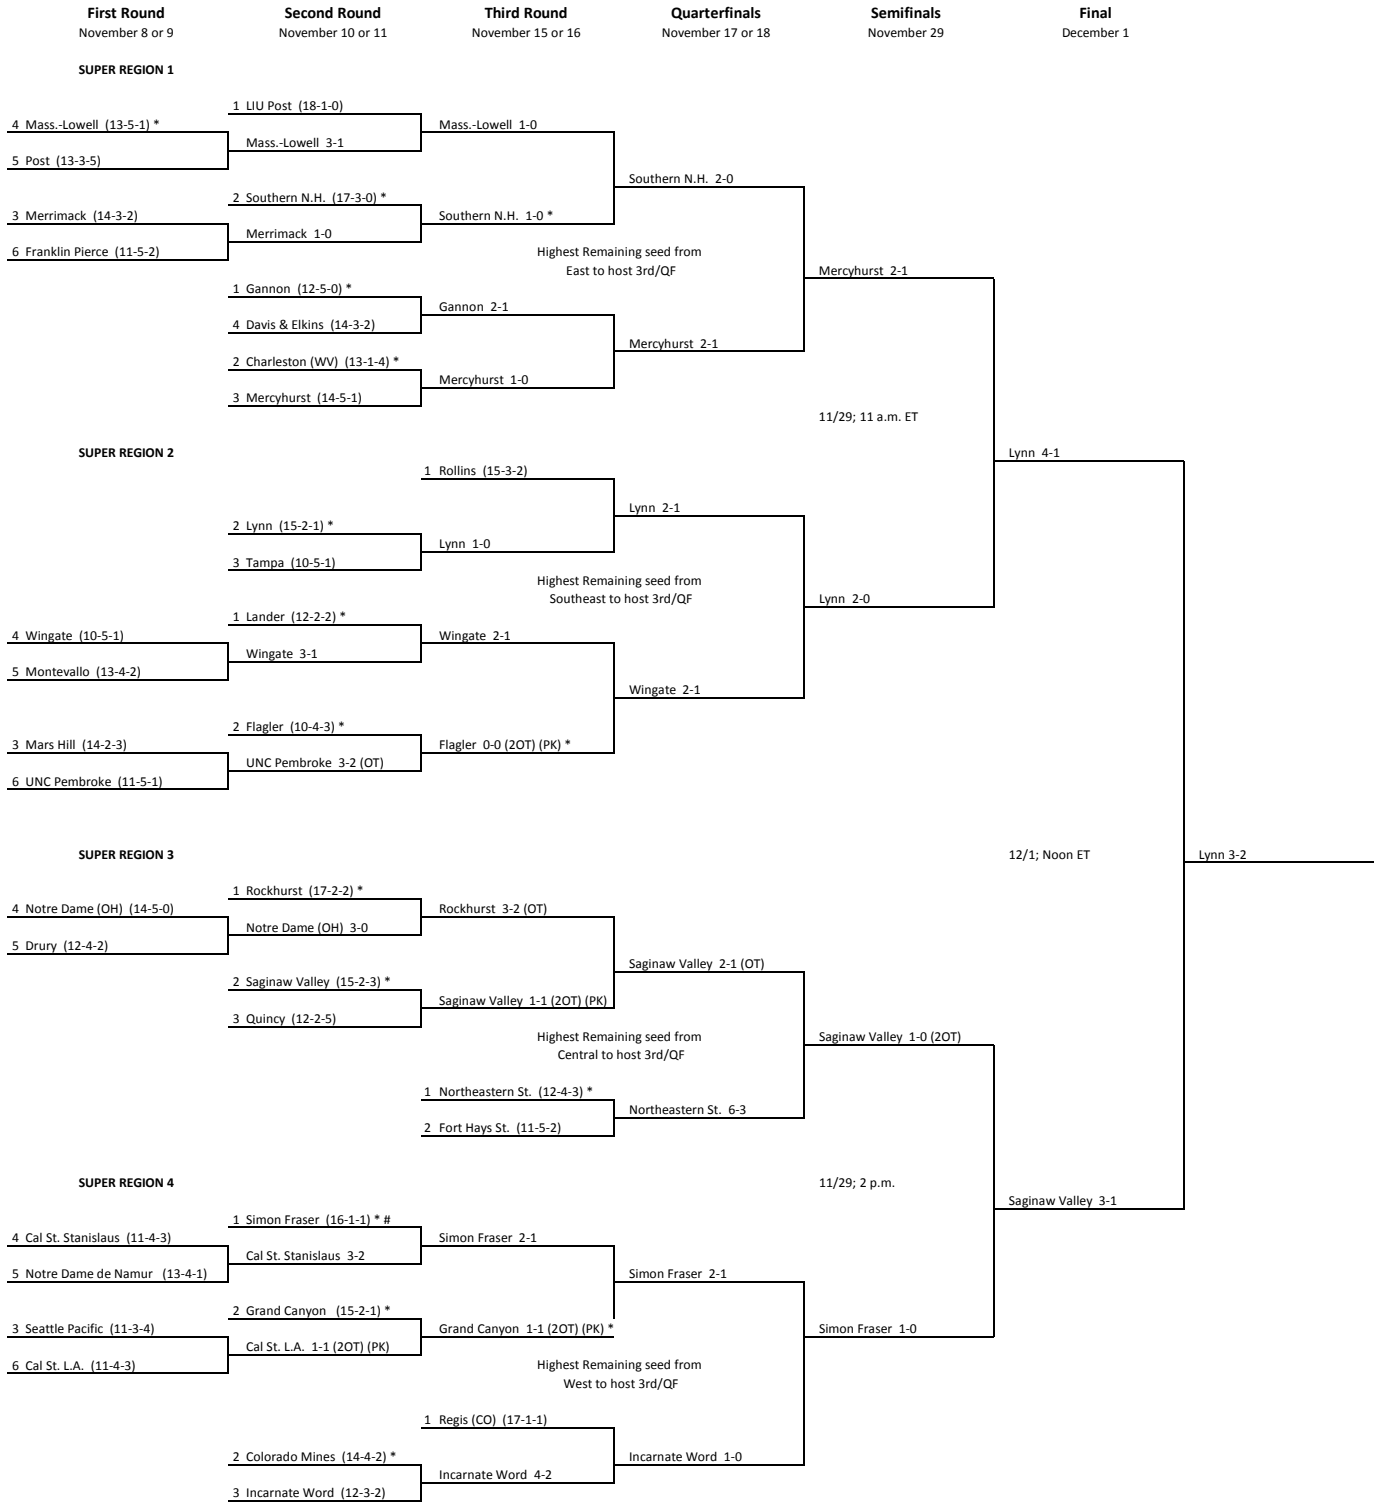 First Round Second Round Third Round Quarterfinals Semifinals Final
November 8 or 9 November 10 or 11 November 15 or 16 November 17 or 18 November 29 December 1
SUPER REGION 1
1 LIU Post (18-1-0)
4 Mass.-Lowell (13-5-1) * Mass.-Lowell 1-0
Mass.-Lowell 3-1
5 Post (13-3-5)
Southern N.H. 2-0
2 Southern N.H. (17-3-0) *
3 Merrimack (14-3-2) Southern N.H. 1-0 *
Merrimack 1-0
6 Franklin Pierce (11-5-2) Highest Remaining seed from
East to host 3rd/QF Mercyhurst 2-1
1 Gannon (12-5-0) *
Gannon 2-1
4 Davis & Elkins (14-3-2)
Mercyhurst 2-1
2 Charleston (WV) (13-1-4) *
Mercyhurst 1-0
3 Mercyhurst (14-5-1)
11/29; 11 a.m. ET
SUPER REGION 2 Lynn 4-1
1 Rollins (15-3-2)
Lynn 2-1
2 Lynn (15-2-1) *
Lynn 1-0
3 Tampa (10-5-1)
Highest Remaining seed from
Southeast to host 3rd/QF Lynn 2-0
1 Lander (12-2-2) *
4 Wingate (10-5-1) Wingate 2-1
Wingate 3-1
5 Montevallo (13-4-2)
Wingate 2-1
2 Flagler (10-4-3) *
3 Mars Hill (14-2-3) Flagler 0-0 (2OT) (PK) *
UNC Pembroke 3-2 (OT)
6 UNC Pembroke (11-5-1)
SUPER REGION 3 12/1; Noon ET Lynn 3-2
1 Rockhurst (17-2-2) *
4 Notre Dame (OH) (14-5-0) Rockhurst 3-2 (OT)
Notre Dame (OH) 3-0
5 Drury (12-4-2)
Saginaw Valley 2-1 (OT)
2 Saginaw Valley (15-2-3) *
Saginaw Valley 1-1 (2OT) (PK)
3 Quincy (12-2-5)
Highest Remaining seed from Saginaw Valley 1-0 (2OT)
Central to host 3rd/QF
1 Northeastern St. (12-4-3) *
Northeastern St. 6-3
2 Fort Hays St. (11-5-2)
SUPER REGION 4 11/29; 2 p.m.
Saginaw Valley 3-1
1 Simon Fraser (16-1-1) * #
4 Cal St. Stanislaus (11-4-3) Simon Fraser 2-1
Cal St. Stanislaus 3-2
5 Notre Dame de Namur (13-4-1) Simon Fraser 2-1
2 Grand Canyon (15-2-1) *
3 Seattle Pacific (11-3-4) Grand Canyon 1-1 (2OT) (PK) * Simon Fraser 1-0
Cal St. L.A. 1-1 (2OT) (PK)
6 Cal St. L.A. (11-4-3) Highest Remaining seed from
West to host 3rd/QF
1 Regis (CO) (17-1-1)
2 Colorado Mines (14-4-2) * Incarnate Word 1-0
Incarnate Word 4-2
3 Incarnate Word (12-3-2)